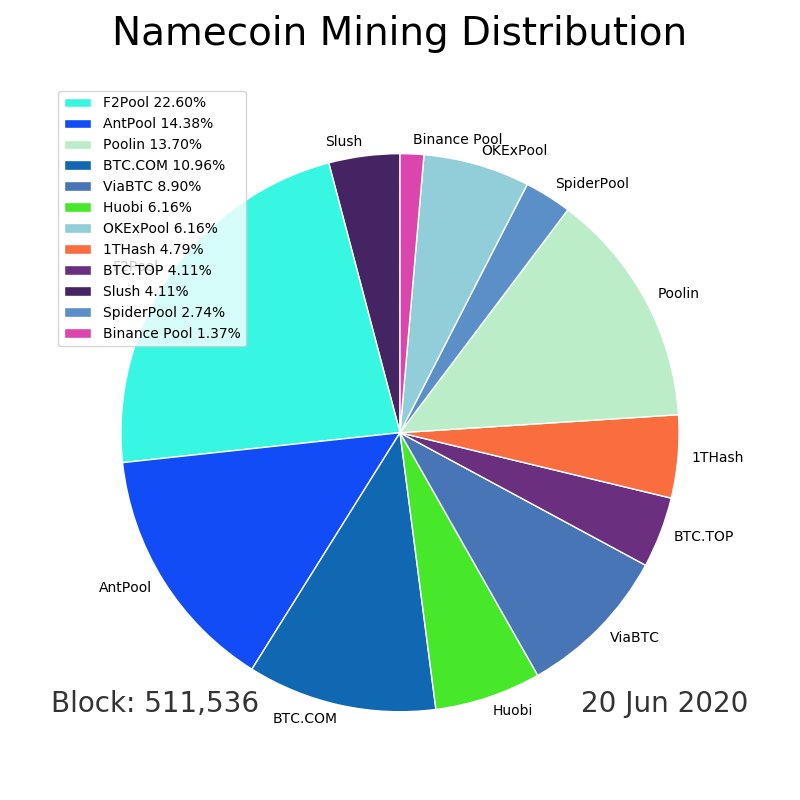 Namecoin Mining Distribution
F2Pool 22.60%
AntPool 14.38%
Poolin 13.70%
BTC.COM 10.96%
ViaBTC 8.90%
Huobi 6.16%
OKExPool 6.16%
1THash 4.79%
BTC.TOP 4.11%
Slush 4.11%
SpiderPool 2.74%
Binance Pool 1.37%
F2Pool
Slush
Binance Pool
OKExPool
SpiderPool
Poolin
1THash
BTC.TOP
ViaBTC
Huobi
BTC.COM
AntPool
Block: 511,536
20 Jun 2020